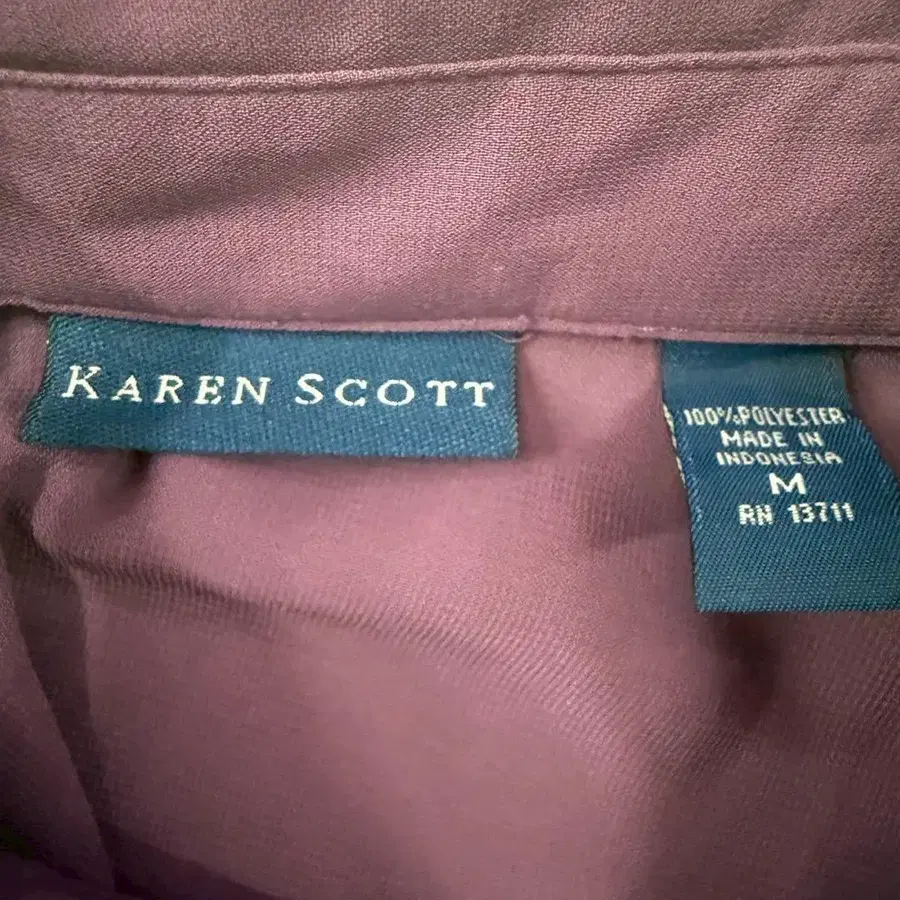 KAREN SCOTT
100% POLYESTER
MADE IN
INDONESIA
M
RN 13711